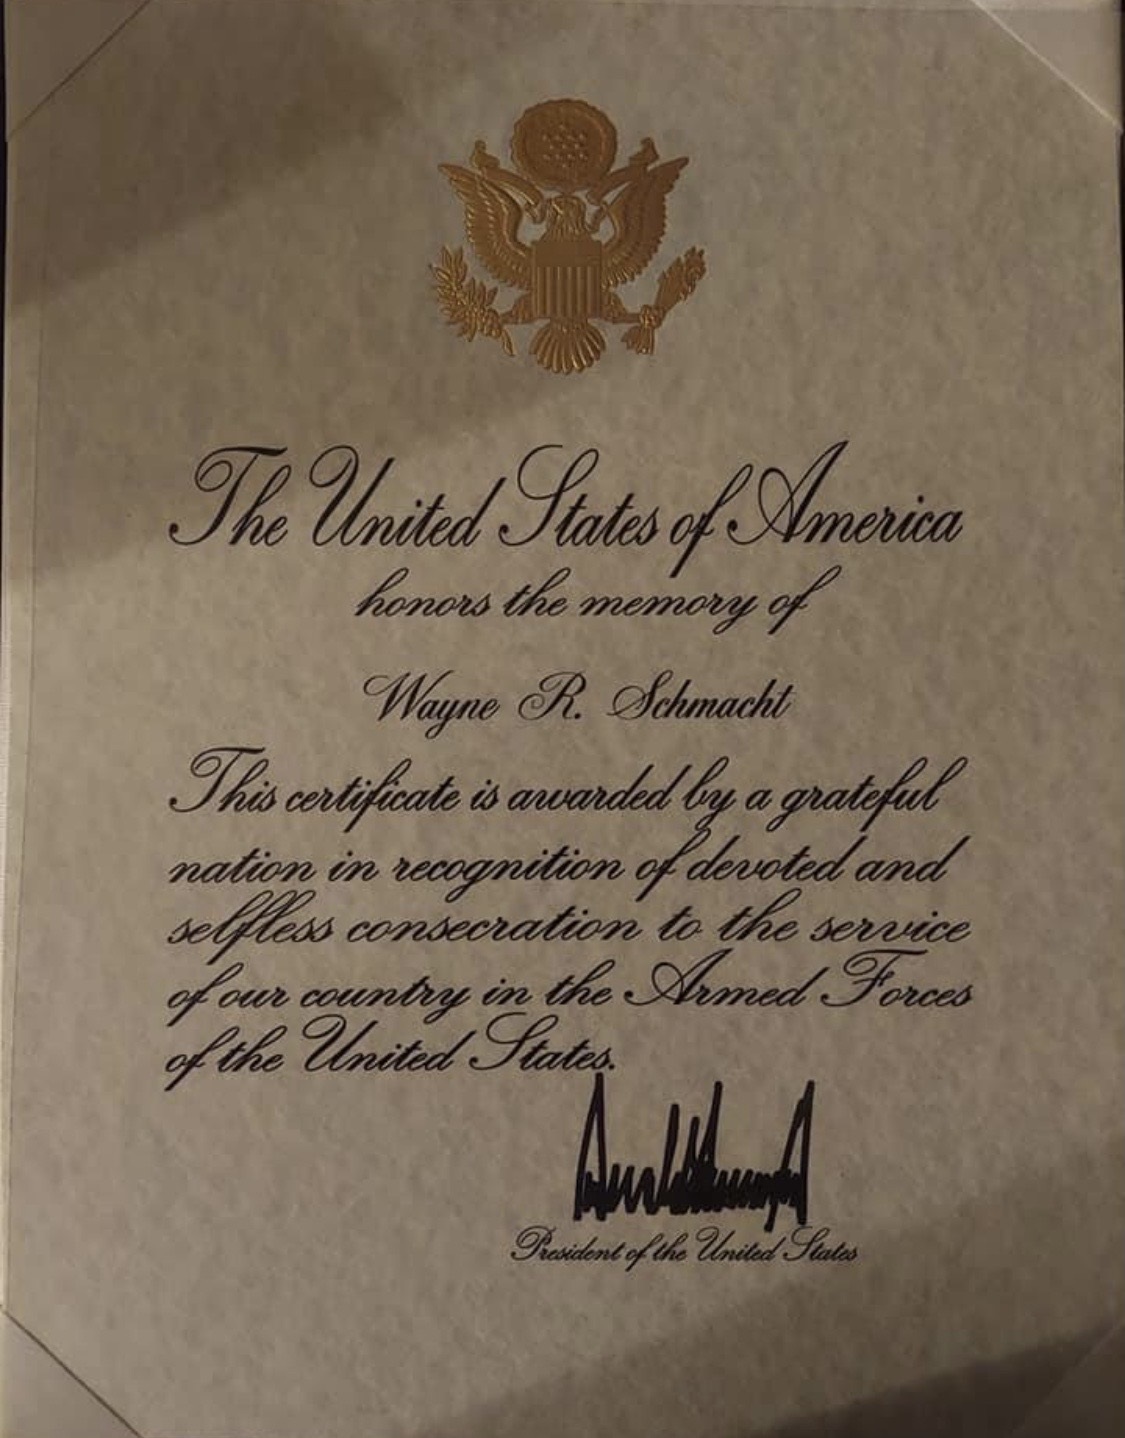 The United States of America
honors the memory of
Wayne R. Schmacht
This certificate is awarded by a grateful
nation in recognition of devoted and
selfless consecration to the service
of our country in the Armed Forces
of the United States.
President of the United States